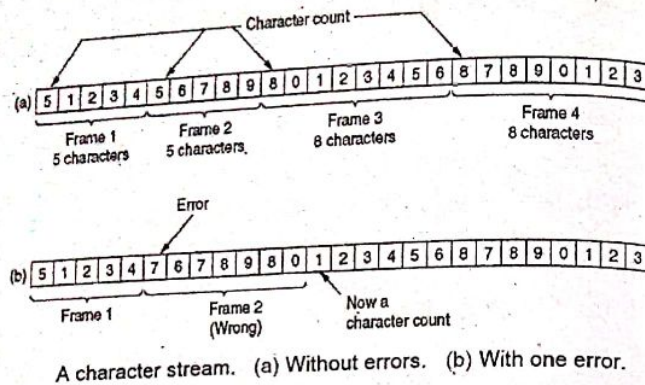 Character count
(a) 5 1 2 3 4 5 6 7 8 9 8 0 1 2 3 4 5 6 8 7 8 9 0 1 2 3
Frame 1 Frame 2 Frame 3 Frame 4
5 characters 5 characters 8 characters 8 characters
Error
(b) 5 1 2 3 4 7 6 7 8 9 8 0 1 2 3 4 5 6 8 7 8 9 0 1 2 3
Frame 1 Frame 2 Now a
(Wrong) character count
A character stream. (a) Without errors. (b) With one error.